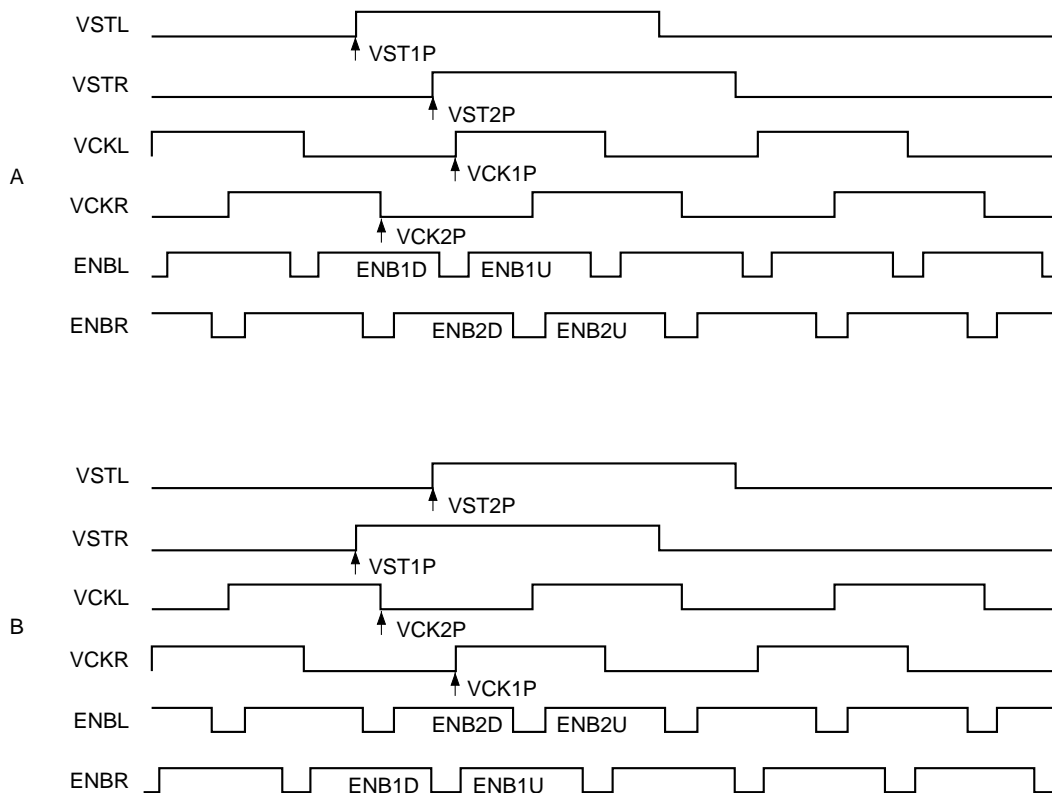 VSTL
VST1P
VSTR
VST2P
VCKL
VCK1P
A
VCKR
VCK2P
ENBL ENB1D ENB1U
ENBR ENB2D ENB2U
VSTL
VST2P
VSTR
VST1P
VCKL
VCK2P
B
VCKR
VCK1P
ENBL ENB2D ENB2U
ENBR ENB1D ENB1U